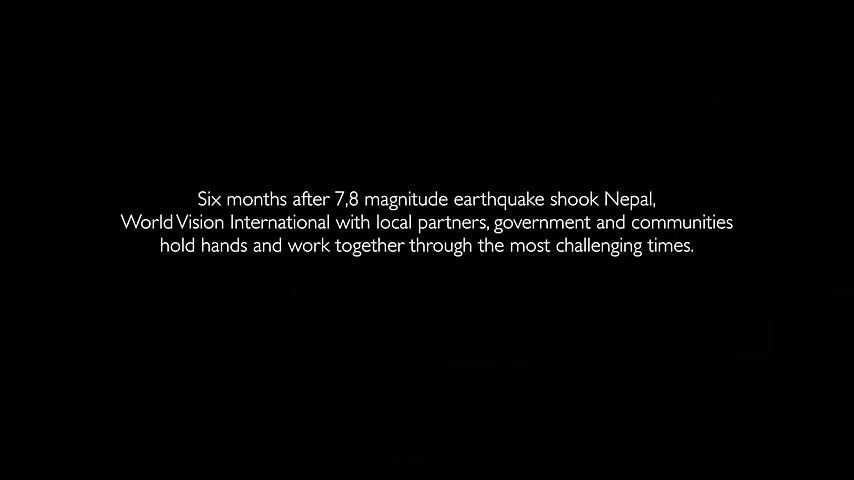 Six months after 7,8 magnitude earthquake shook Nepal,
World Vision International with local partners, government and communities
hold hands and work together through the most challenging times.